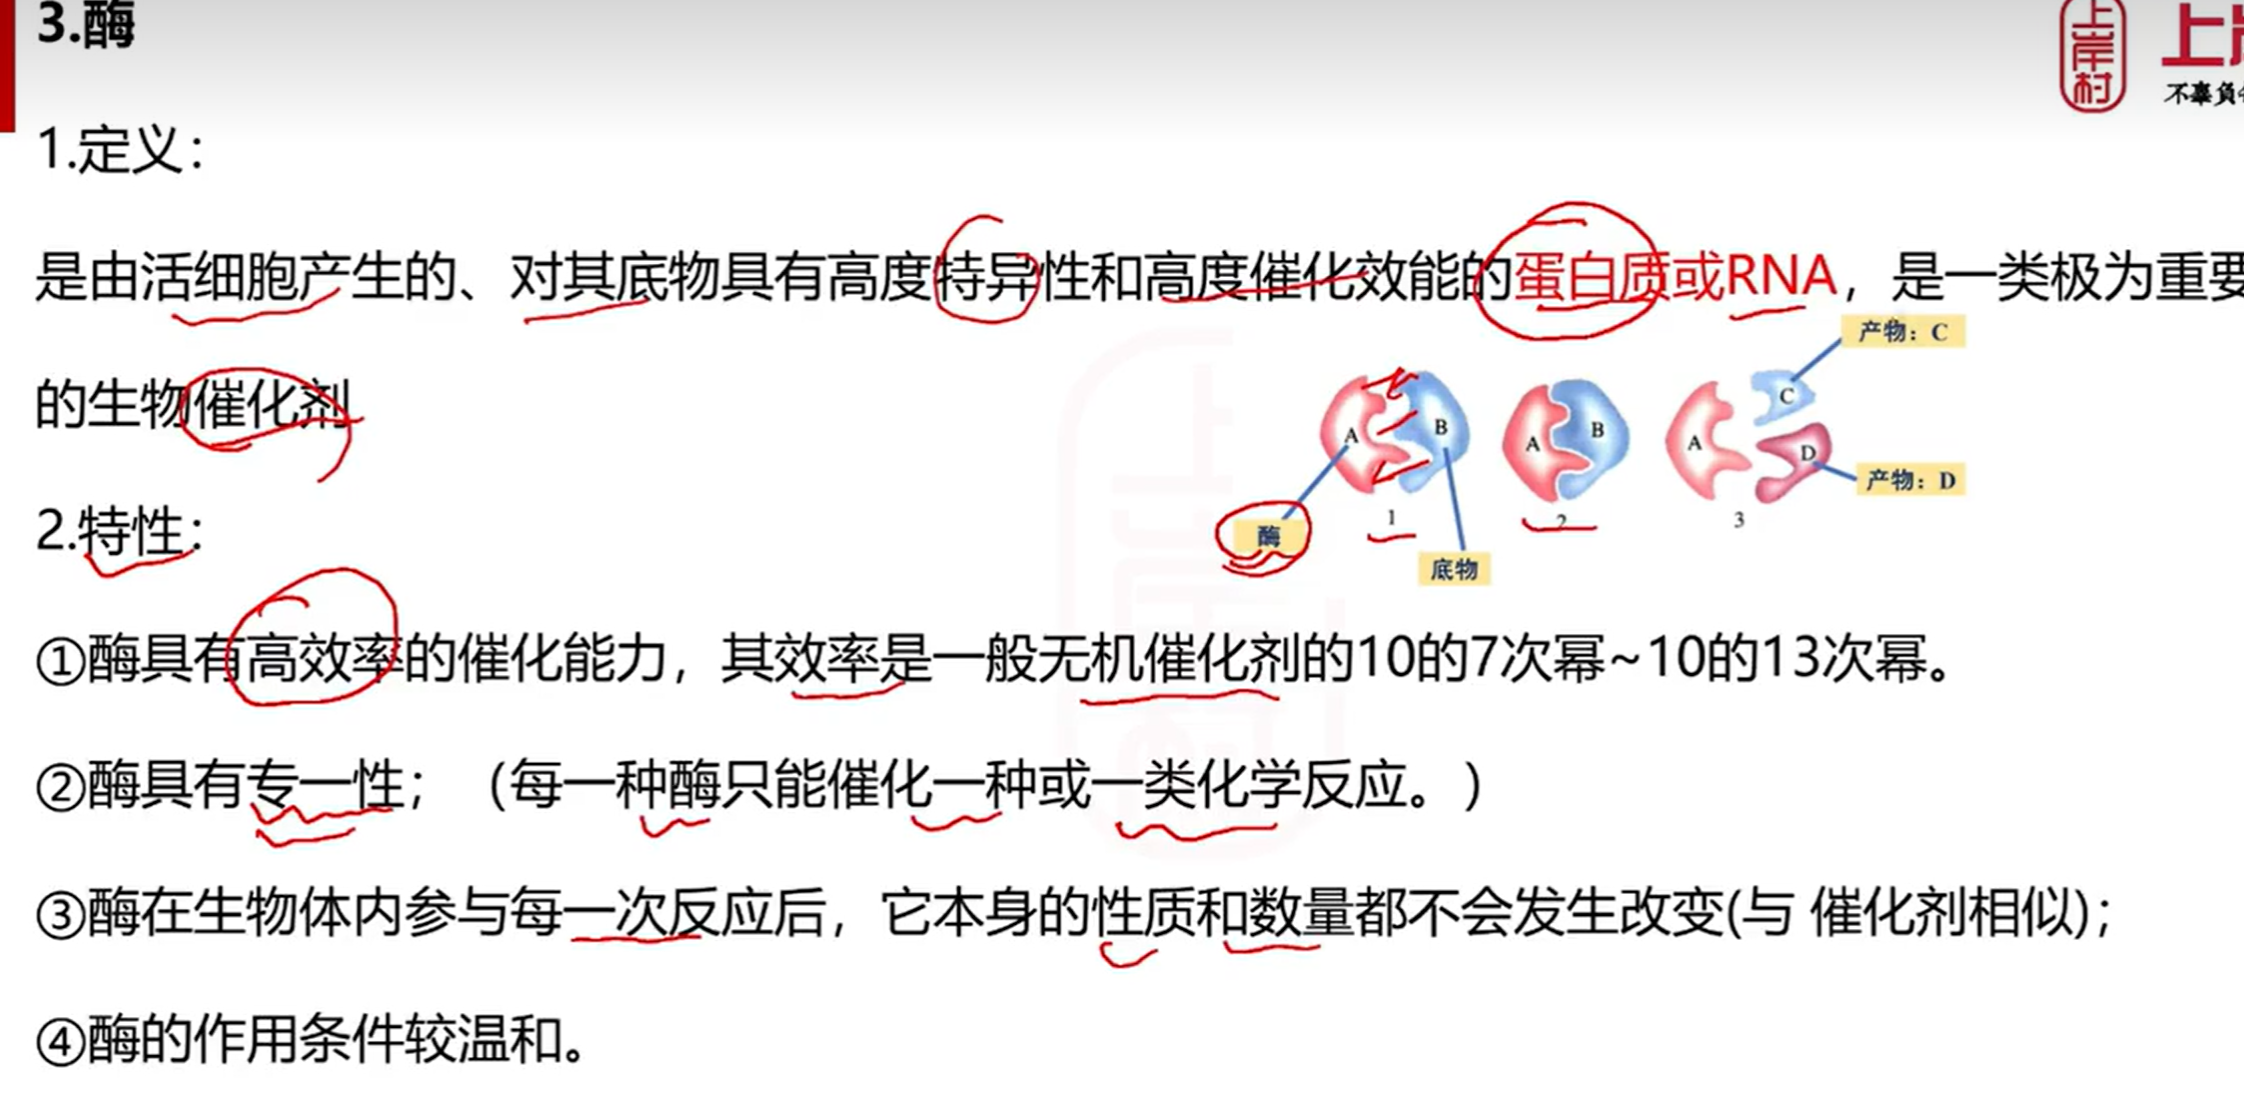 3.酶
上岸村
上岸
不辜負
1.定义：
是由活细胞产生的、对其底物具有高度特异性和高度催化效能的蛋白质或RNA，是一类极为重要
的生物催化剂
产物：C
A
B
A
B
A
C
D
产物：D
酶
1
2
3
底物
2.特性：
①酶具有高效率的催化能力，其效率是一般无机催化剂的10的7次幂~10的13次幂。
②酶具有专一性；（每一种酶只能催化一种或一类化学反应。）
③酶在生物体内参与每一次反应后，它本身的性质和数量都不会发生改变(与 催化剂相似)；
④酶的作用条件较温和。